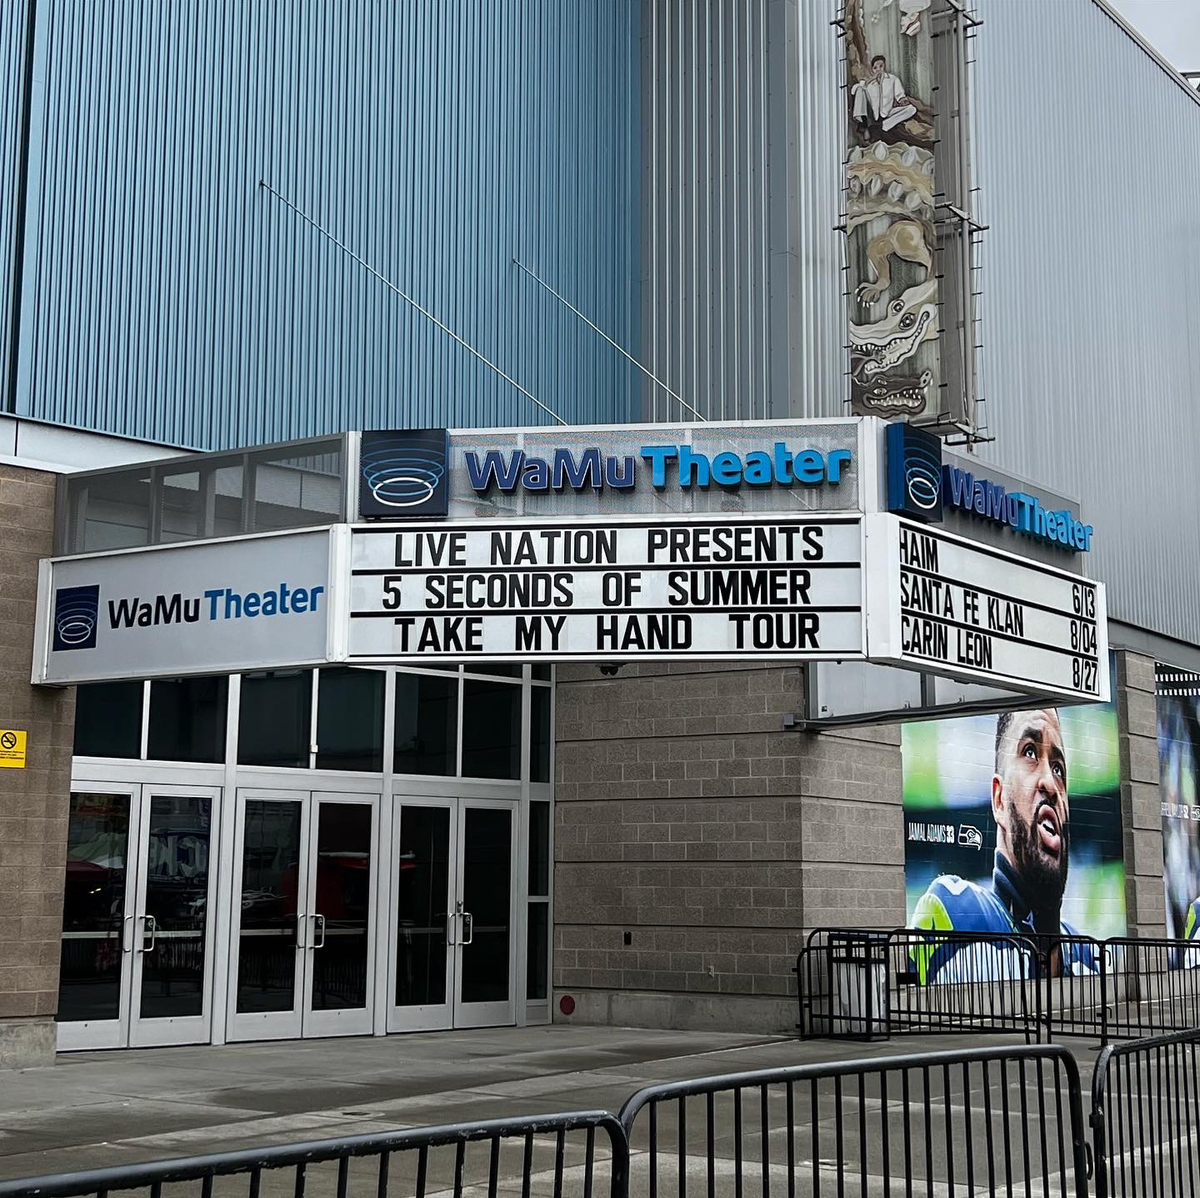 WaMu Theater
WaMu Theater
WaMu Theater
LIVE NATION PRESENTS
5 SECONDS OF SUMMER
TAKE MY HAND TOUR
HAIM 6/13
SANTA FE KLAN 8/04
CARIN LEON 8/27
JAMAL ADAMS 33